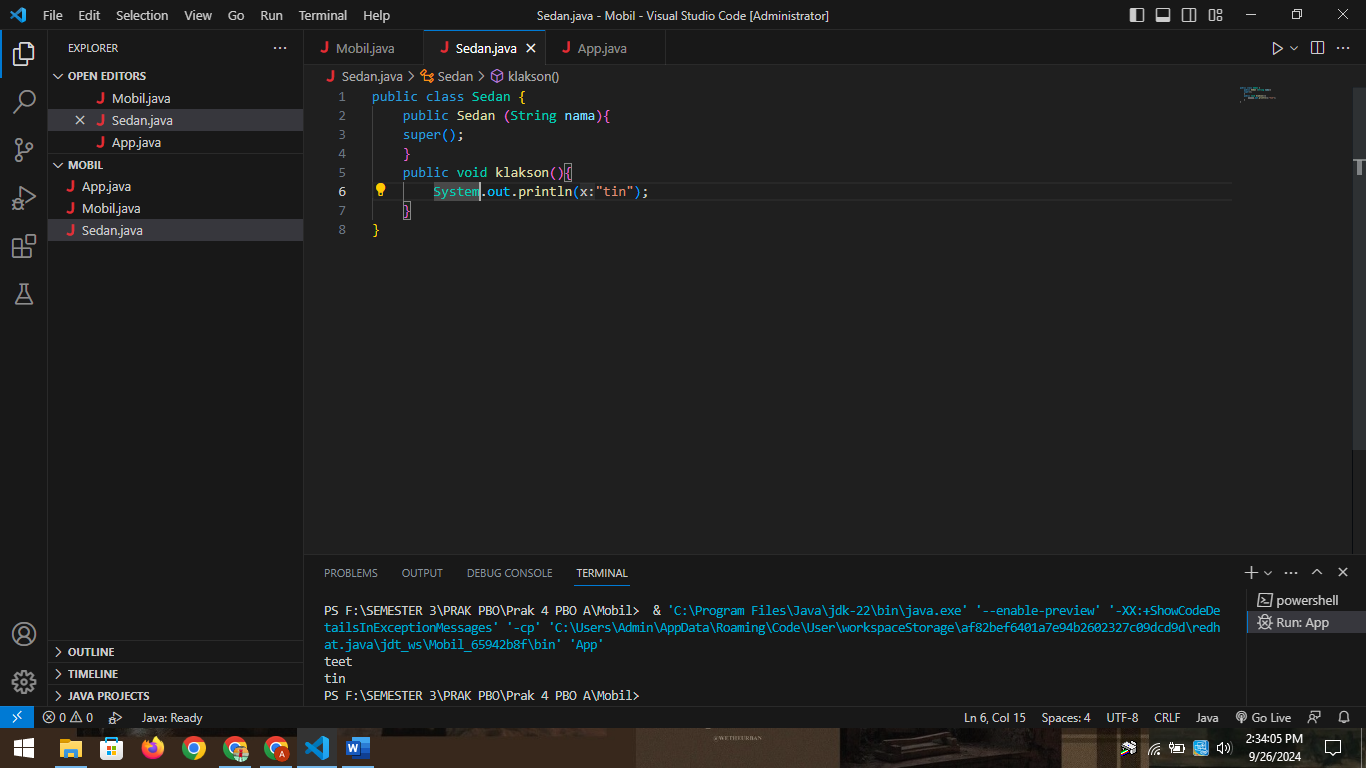 File Edit Selection View Go Run Terminal Help
Sedan.java - Mobil - Visual Studio Code [Administrator]
EXPLORER
OPEN EDITORS
Mobil.java
Sedan.java
App.java
MOBIL
App.java
Mobil.java
Sedan.java
OUTLINE
TIMELINE
JAVA PROJECTS
Mobil.java Sedan.java App.java
Sedan.java > Sedan > klakson()
1 public class Sedan {
2 public Sedan (String nama){
3 super();
4 }
5 public void klakson(){
6 System.out.println(x:"tin");
7 }
8 }
PROBLEMS OUTPUT DEBUG CONSOLE TERMINAL
PS F:\SEMESTER 3\PRAK PBO\Prak 4 PBO A\Mobil>  & 'C:\Program Files\Java\jdk-22\bin\java.exe' '--enable-preview' '-XX:+ShowCodeDe
tailsInExceptionMessages' '-cp' 'C:\Users\Admin\AppData\Roaming\Code\User\workspaceStorage\af82bef6401a7e94b2602327c09dcd9d\redh
at.java\jdt_ws\Mobil_65942b8f\bin' 'App'
teet
tin
PS F:\SEMESTER 3\PRAK PBO\Prak 4 PBO A\Mobil>
powershell
Run: App
0 0 Java: Ready
Ln 6, Col 15 Spaces: 4 UTF-8 CRLF Java Go Live
@WETHEURBAN
2:34:05 PM
9/26/2024